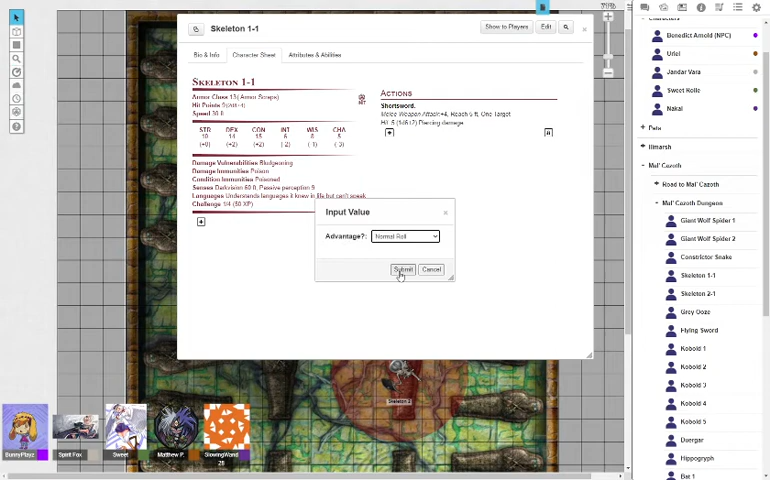 Skeleton 1-1
Show to Players
Edit
Bio & Info
Character Sheet
Attributes & Abilities
Skeleton 1-1
Armor Class 13 (Armor Scraps)
Speed 30 ft
STR DEX CON INT WIS CHA
10 14 15 6 8 5
(+0) (+2) (+2) (-2) (-1) (-3)
Damage Vulnerabilities Bludgeoning
Damage Immunities Poison
Condition Immunities Poisoned
Senses Darkvision 60 ft, Passive perception 9
Languages Understands languages it knew in life but can't speak
Challenge 1/4 (50 XP)
Actions
Shortsword.
Melee Weapon Attack: +4, Reach 5 ft, One Target
Hit: 5 (1d6+2) Piercing damage
Input Value
Advantage?:
Normal Roll
Submit
Cancel
Skeleton 2
BunnyPlayz
Spirit Fox
Sweet
Matthew P.
Characters
Benedict Arnold (NPC)
Uriel
Jandar Vara
Sweet Rolle
Nakai
Pets
Ilmarsh
Mal' Cazoth
Road to Mal' Cazoth
Mal' Cazoth Dungeon
Giant Wolf Spider 1
Giant Wolf Spider 2
Constrictor Snake
Skeleton 1-1
Skeleton 2-1
Grey Ooze
Flying Sword
Kobold 1
Kobold 2
Kobold 3
Kobold 4
Kobold 5
Duergar
Hippogryph
Bat 1